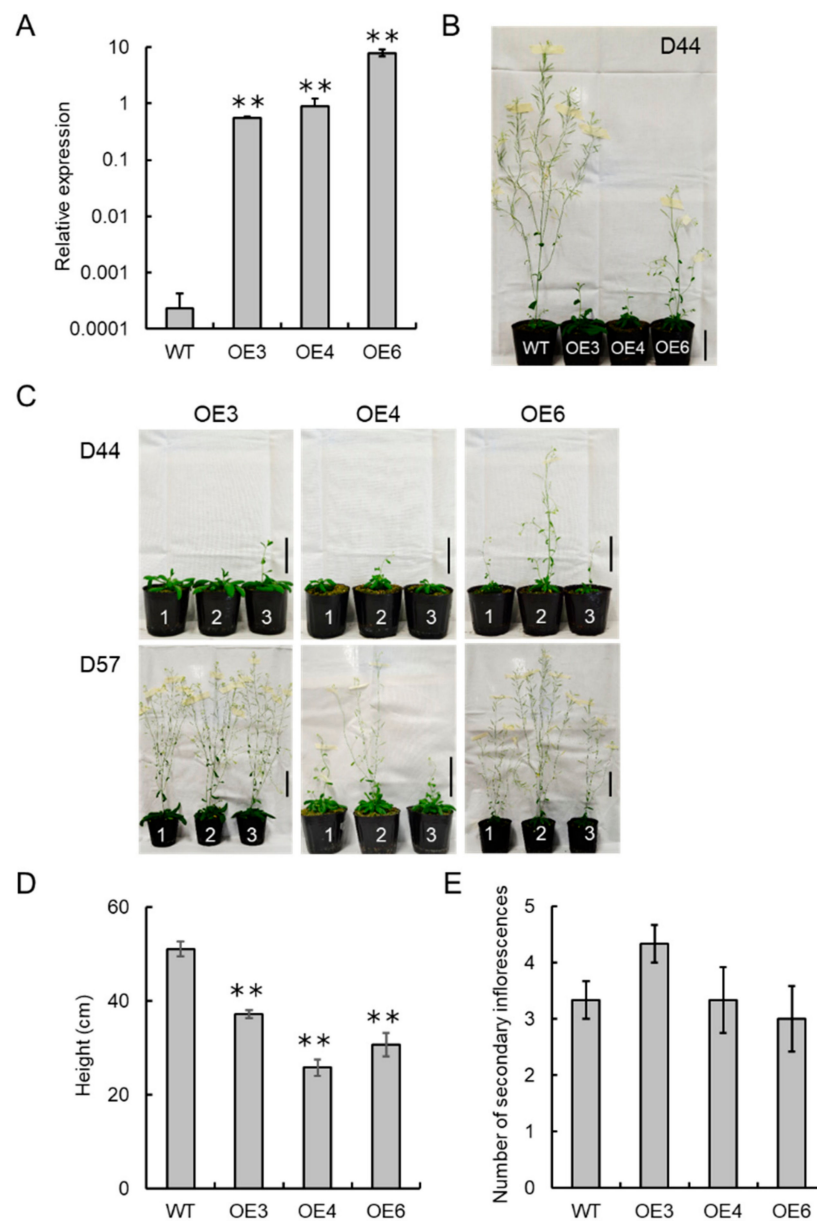 A
Relative expression
10
1
0.1
0.01
0.001
0.0001
**
**
**
WT
OE3
OE4
OE6
B
D44
WT
OE3
OE4
OE6
C
OE3
OE4
OE6
D44
1
2
3
1
2
3
1
2
3
D57
1
2
3
1
2
3
1
2
3
D
Height (cm)
60
40
20
0
**
**
**
WT
OE3
OE4
OE6
E
Number of secondary inflorescences
5
4
3
2
1
0
WT
OE3
OE4
OE6